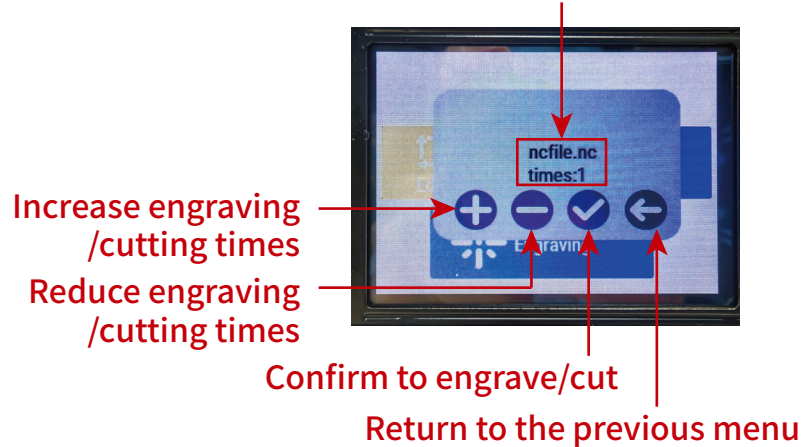 ncfile.nc
times:1
Engraving
Increase engraving
/cutting times
Reduce engraving
/cutting times
Confirm to engrave/cut
Return to the previous menu